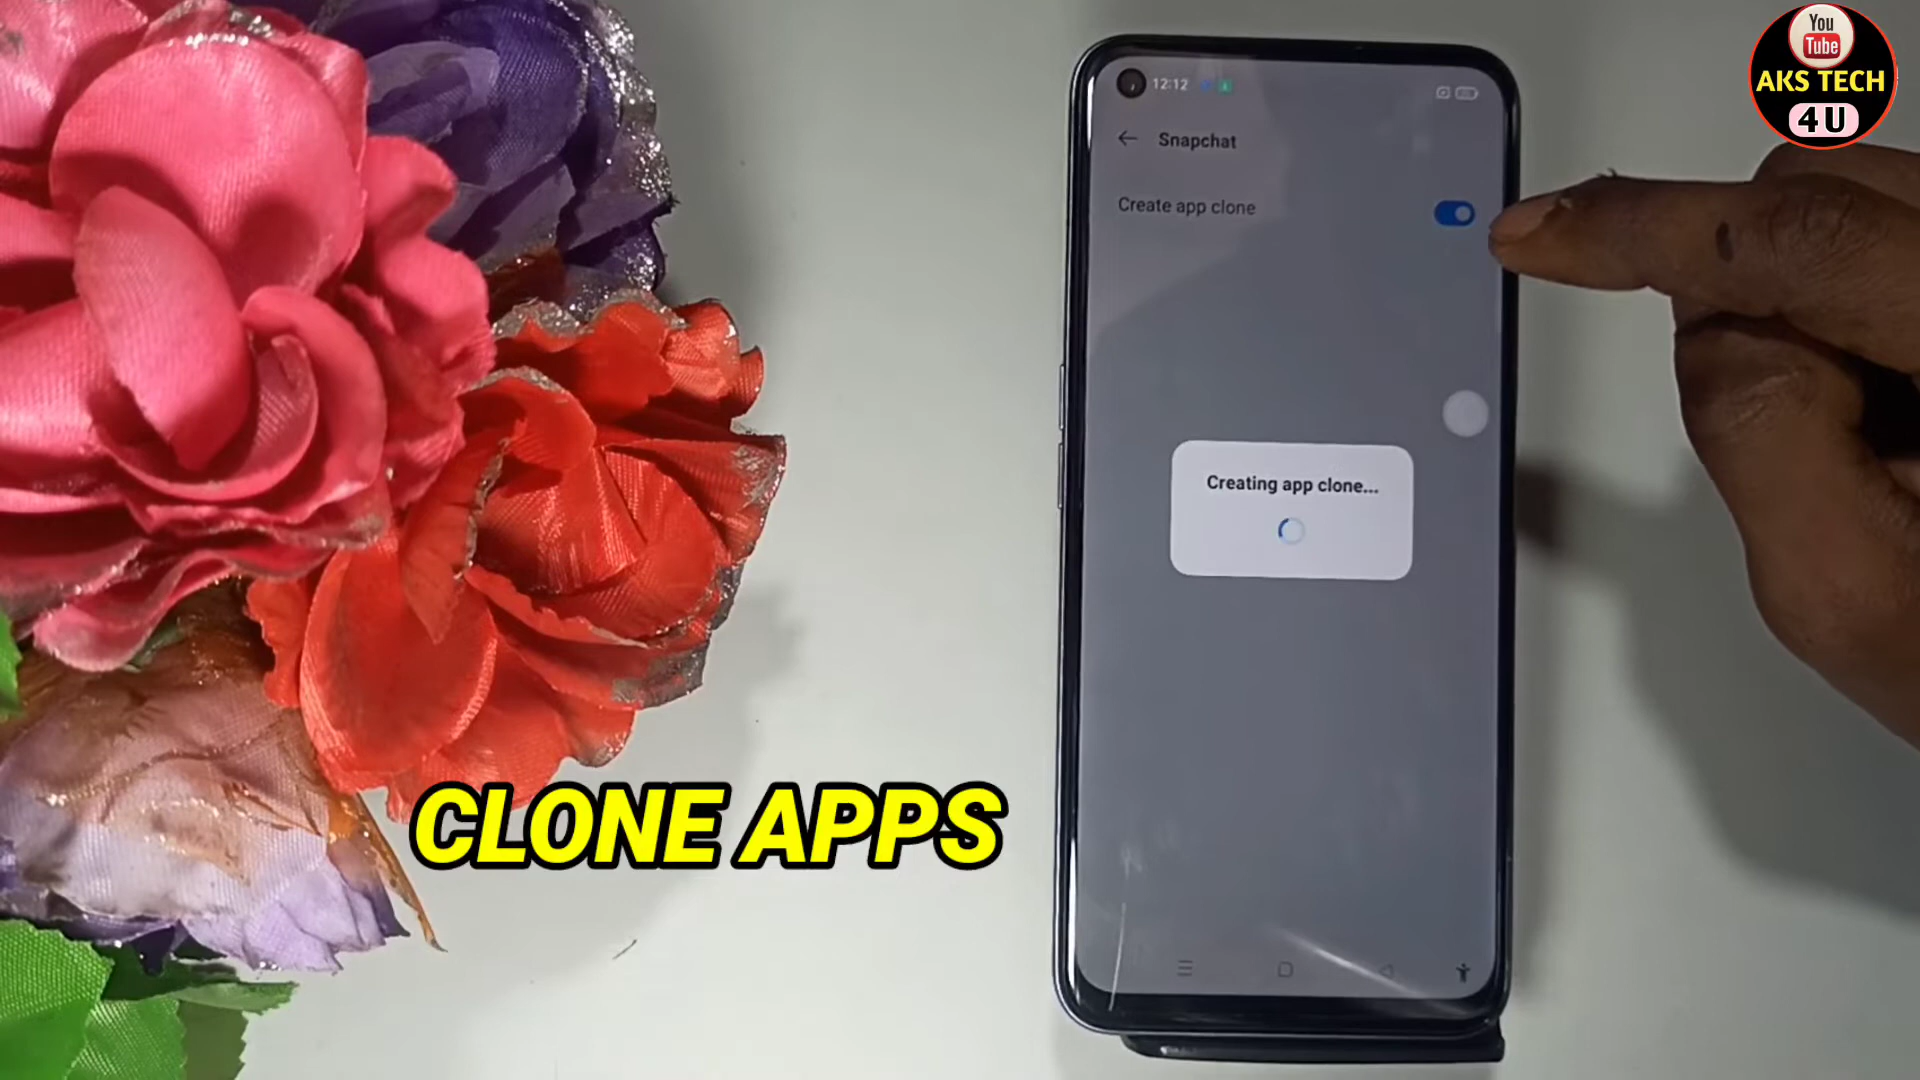 You
Tube
AKS TECH
4U
12:12
Snapchat
Create app clone
Creating app clone...
CLONE APPS